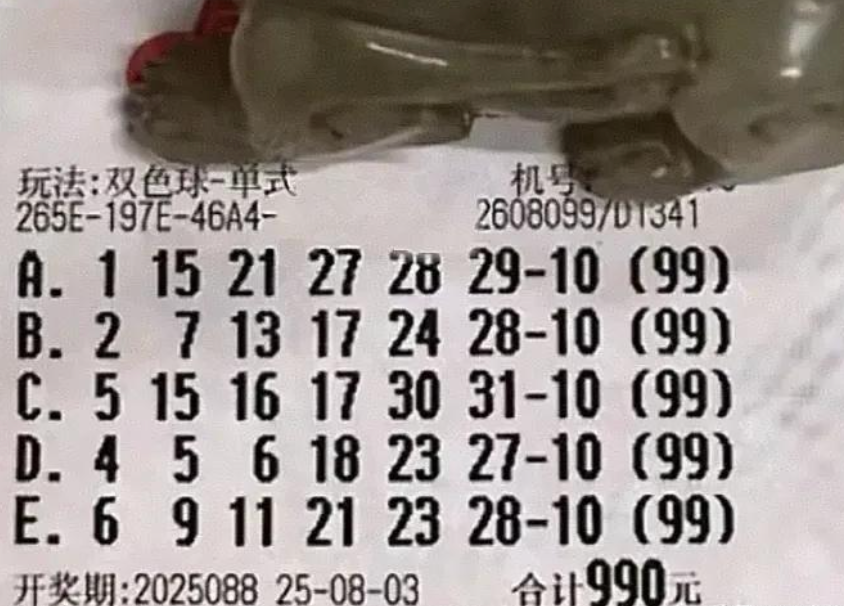 玩法:双色球-单式 机号:
265E-197E-46A4- 2608099/D1341
A. 1 15 21 27 28 29-10 (99)
B. 2 7 13 17 24 28-10 (99)
C. 5 15 16 17 30 31-10 (99)
D. 4 5 6 18 23 27-10 (99)
E. 6 9 11 21 23 28-10 (99)
开奖期:2025088 25-08-03 合计990元